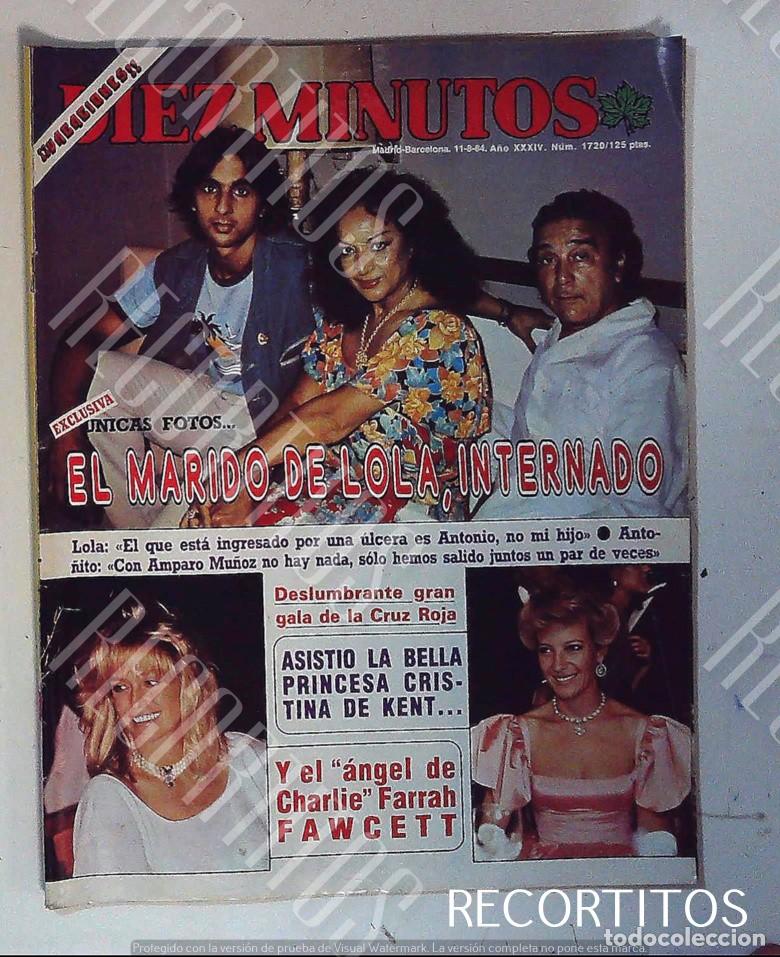 ¡¡VACACIONES!!
DIEZ MINUTOS
Madrid-Barcelona. 11-8-84. Año XXXIV. Núm. 1720/125 ptas.
EXCLUSIVA
UNICAS FOTOS...
EL MARIDO DE LOLA, INTERNADO
Lola: «El que está ingresado por una úlcera es Antonio, no mi hijo» ● Anto-
ñito: «Con Amparo Muñoz no hay nada, sólo hemos salido juntos un par de veces»
Deslumbrante gran
gala de la Cruz Roja
ASISTIO LA BELLA
PRINCESA CRIS-
TINA DE KENT...
Y el "ángel de
Charlie" Farrah
FAWCETT
RECORTITOS
todocoleccion
Protegido con la versión de prueba de Visual Watermark. La versión completa no pone esta marca.